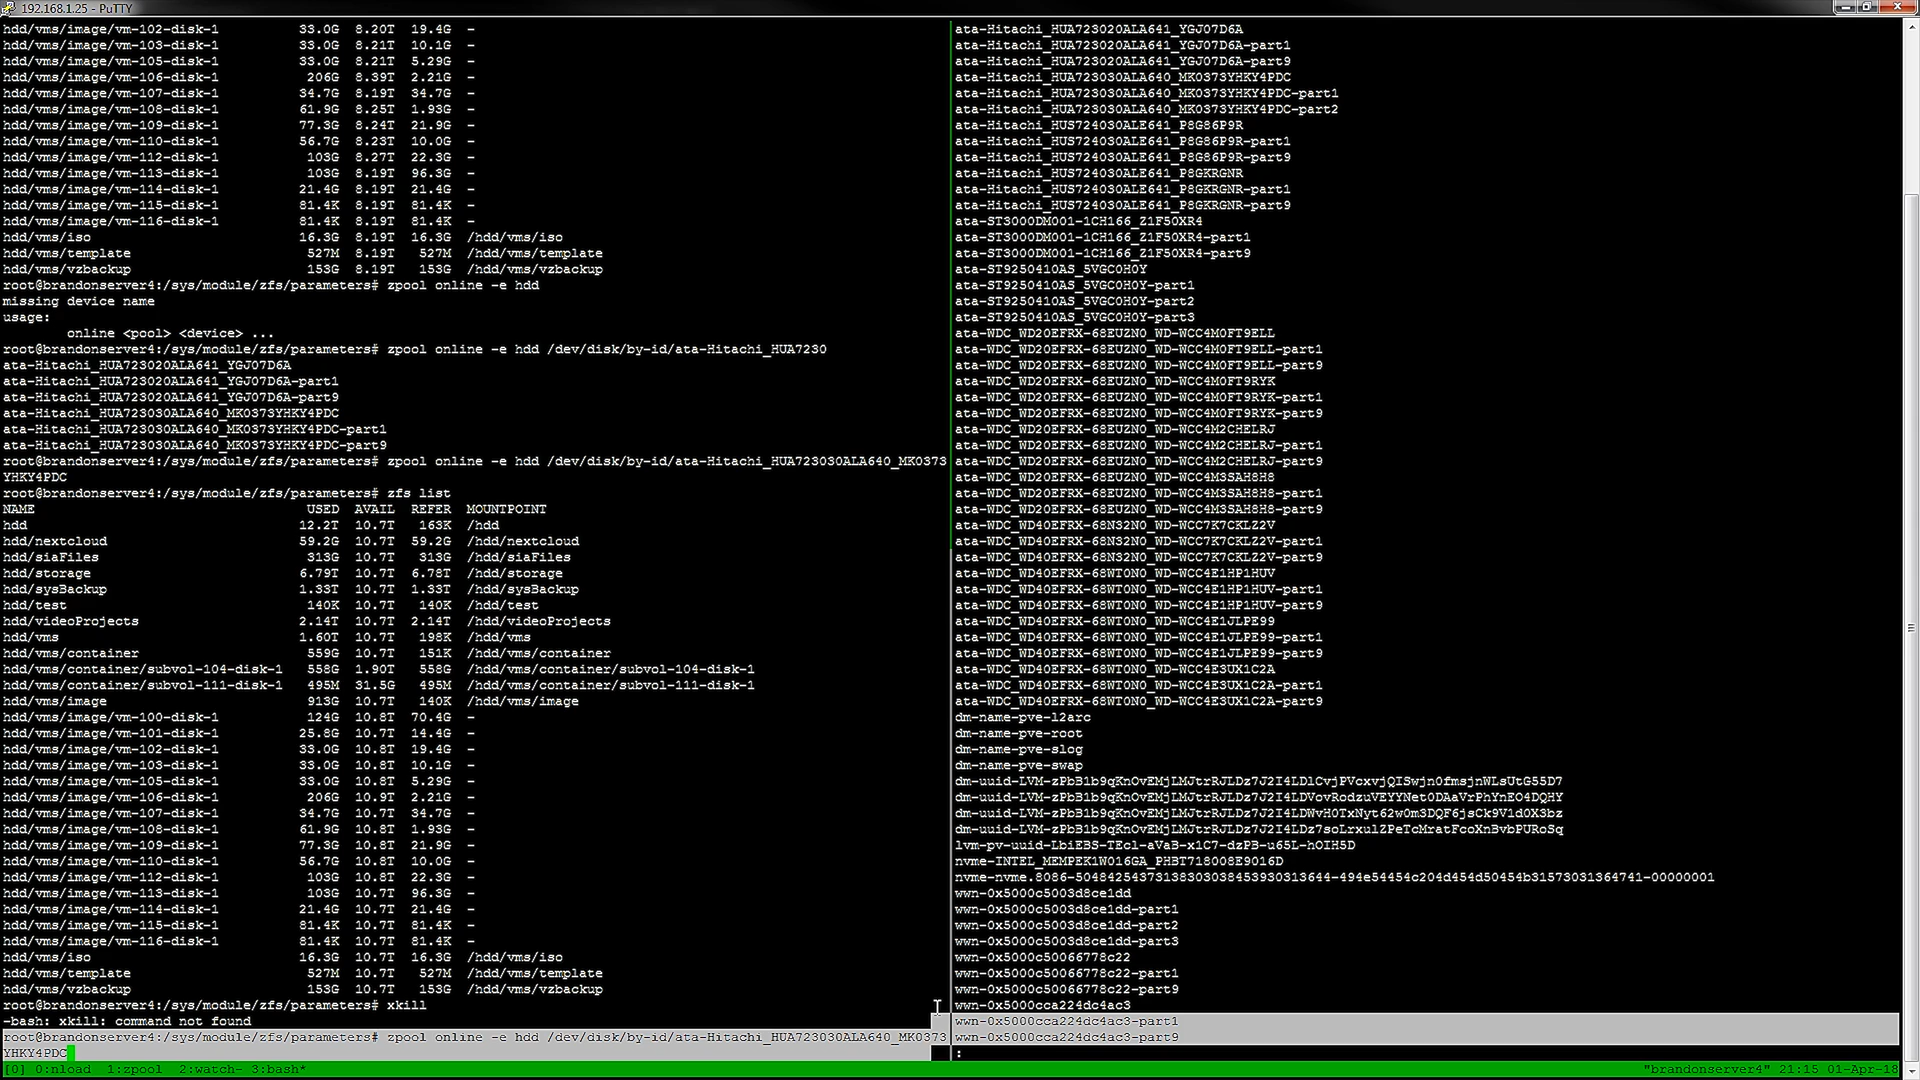 192.168.1.25 - PuTTY
hdd/vms/image/vm-102-disk-1 33.0G 8.20T 19.4G -
hdd/vms/image/vm-103-disk-1 33.0G 8.21T 10.1G -
hdd/vms/image/vm-105-disk-1 33.0G 8.21T 5.29G -
hdd/vms/image/vm-106-disk-1 206G 8.39T 2.21G -
hdd/vms/image/vm-107-disk-1 34.7G 8.19T 34.7G -
hdd/vms/image/vm-108-disk-1 61.9G 8.25T 1.93G -
hdd/vms/image/vm-109-disk-1 77.3G 8.24T 21.9G -
hdd/vms/image/vm-110-disk-1 56.7G 8.23T 10.0G -
hdd/vms/image/vm-112-disk-1 103G 8.27T 22.3G -
hdd/vms/image/vm-113-disk-1 103G 8.19T 96.3G -
hdd/vms/image/vm-114-disk-1 21.4G 8.19T 21.4G -
hdd/vms/image/vm-115-disk-1 81.4K 8.19T 81.4K -
hdd/vms/image/vm-116-disk-1 81.4K 8.19T 81.4K -
hdd/vms/iso 16.3G 8.19T 16.3G /hdd/vms/iso
hdd/vms/template 527M 8.19T 527M /hdd/vms/template
hdd/vms/vzbackup 153G 8.19T 153G /hdd/vms/vzbackup
root@brandonserver4:/sys/module/zfs/parameters# zpool online -e hdd
missing device name
usage:
online <pool> <device> ...
root@brandonserver4:/sys/module/zfs/parameters# zpool online -e hdd /dev/disk/by-id/ata-Hitachi_HUA7230
ata-Hitachi_HUA723020ALA641_YGJ07D6A
ata-Hitachi_HUA723020ALA641_YGJ07D6A-part1
ata-Hitachi_HUA723020ALA641_YGJ07D6A-part9
ata-Hitachi_HUA723030ALA640_MK0373YHKY4PDC
ata-Hitachi_HUA723030ALA640_MK0373YHKY4PDC-part1
ata-Hitachi_HUA723030ALA640_MK0373YHKY4PDC-part9
root@brandonserver4:/sys/module/zfs/parameters# zpool online -e hdd /dev/disk/by-id/ata-Hitachi_HUA723030ALA640_MK0373
YHKY4PDC
root@brandonserver4:/sys/module/zfs/parameters# zfs list
NAME USED AVAIL REFER MOUNTPOINT
hdd 12.2T 10.7T 163K /hdd
hdd/nextcloud 59.2G 10.7T 59.2G /hdd/nextcloud
hdd/siaFiles 313G 10.7T 313G /hdd/siaFiles
hdd/storage 6.79T 10.7T 6.78T /hdd/storage
hdd/sysBackup 1.33T 10.7T 1.33T /hdd/sysBackup
hdd/test 140K 10.7T 140K /hdd/test
hdd/videoProjects 2.14T 10.7T 2.14T /hdd/videoProjects
hdd/vms 1.60T 10.7T 198K /hdd/vms
hdd/vms/container 559G 10.7T 151K /hdd/vms/container
hdd/vms/container/subvol-104-disk-1 558G 1.90T 558G /hdd/vms/container/subvol-104-disk-1
hdd/vms/container/subvol-111-disk-1 495M 31.5G 495M /hdd/vms/container/subvol-111-disk-1
hdd/vms/image 913G 10.7T 140K /hdd/vms/image
hdd/vms/image/vm-100-disk-1 124G 10.8T 70.4G -
hdd/vms/image/vm-101-disk-1 25.8G 10.7T 14.4G -
hdd/vms/image/vm-102-disk-1 33.0G 10.8T 19.4G -
hdd/vms/image/vm-103-disk-1 33.0G 10.8T 10.1G -
hdd/vms/image/vm-105-disk-1 33.0G 10.8T 5.29G -
hdd/vms/image/vm-106-disk-1 206G 10.9T 2.21G -
hdd/vms/image/vm-107-disk-1 34.7G 10.7T 34.7G -
hdd/vms/image/vm-108-disk-1 61.9G 10.8T 1.93G -
hdd/vms/image/vm-109-disk-1 77.3G 10.8T 21.9G -
hdd/vms/image/vm-110-disk-1 56.7G 10.8T 10.0G -
hdd/vms/image/vm-112-disk-1 103G 10.8T 22.3G -
hdd/vms/image/vm-113-disk-1 103G 10.7T 96.3G -
hdd/vms/image/vm-114-disk-1 21.4G 10.7T 21.4G -
hdd/vms/image/vm-115-disk-1 81.4K 10.7T 81.4K -
hdd/vms/image/vm-116-disk-1 81.4K 10.7T 81.4K -
hdd/vms/iso 16.3G 10.7T 16.3G /hdd/vms/iso
hdd/vms/template 527M 10.7T 527M /hdd/vms/template
hdd/vms/vzbackup 153G 10.7T 153G /hdd/vms/vzbackup
root@brandonserver4:/sys/module/zfs/parameters# xkill
-bash: xkill: command not found
root@brandonserver4:/sys/module/zfs/parameters# zpool online -e hdd /dev/disk/by-id/ata-Hitachi_HUA723030ALA640_MK0373
YHKY4PDC
ata-Hitachi_HUA723020ALA641_YGJ07D6A
ata-Hitachi_HUA723020ALA641_YGJ07D6A-part1
ata-Hitachi_HUA723020ALA641_YGJ07D6A-part9
ata-Hitachi_HUA723030ALA640_MK0373YHKY4PDC
ata-Hitachi_HUA723030ALA640_MK0373YHKY4PDC-part1
ata-Hitachi_HUA723030ALA640_MK0373YHKY4PDC-part2
ata-Hitachi_HUS724030ALE641_P8G86P9R
ata-Hitachi_HUS724030ALE641_P8G86P9R-part1
ata-Hitachi_HUS724030ALE641_P8G86P9R-part9
ata-Hitachi_HUS724030ALE641_P8GKRGNR
ata-Hitachi_HUS724030ALE641_P8GKRGNR-part1
ata-Hitachi_HUS724030ALE641_P8GKRGNR-part9
ata-ST3000DM001-1CH166_Z1F50XR4
ata-ST3000DM001-1CH166_Z1F50XR4-part1
ata-ST3000DM001-1CH166_Z1F50XR4-part9
ata-ST9250410AS_5VGC0H0Y
ata-ST9250410AS_5VGC0H0Y-part1
ata-ST9250410AS_5VGC0H0Y-part2
ata-ST9250410AS_5VGC0H0Y-part3
ata-WDC_WD20EFRX-68EUZN0_WD-WCC4M0FT9ELL
ata-WDC_WD20EFRX-68EUZN0_WD-WCC4M0FT9ELL-part1
ata-WDC_WD20EFRX-68EUZN0_WD-WCC4M0FT9ELL-part9
ata-WDC_WD20EFRX-68EUZN0_WD-WCC4M0FT9RYK
ata-WDC_WD20EFRX-68EUZN0_WD-WCC4M0FT9RYK-part1
ata-WDC_WD20EFRX-68EUZN0_WD-WCC4M0FT9RYK-part9
ata-WDC_WD20EFRX-68EUZN0_WD-WCC4M2CHELRJ
ata-WDC_WD20EFRX-68EUZN0_WD-WCC4M2CHELRJ-part1
ata-WDC_WD20EFRX-68EUZN0_WD-WCC4M2CHELRJ-part9
ata-WDC_WD20EFRX-68EUZN0_WD-WCC4M3SAH8H8
ata-WDC_WD20EFRX-68EUZN0_WD-WCC4M3SAH8H8-part1
ata-WDC_WD20EFRX-68EUZN0_WD-WCC4M3SAH8H8-part9
ata-WDC_WD40EFRX-68N32N0_WD-WCC7K7CKLZ2V
ata-WDC_WD40EFRX-68N32N0_WD-WCC7K7CKLZ2V-part1
ata-WDC_WD40EFRX-68N32N0_WD-WCC7K7CKLZ2V-part9
ata-WDC_WD40EFRX-68WT0N0_WD-WCC4E1HP1HUV
ata-WDC_WD40EFRX-68WT0N0_WD-WCC4E1HP1HUV-part1
ata-WDC_WD40EFRX-68WT0N0_WD-WCC4E1HP1HUV-part9
ata-WDC_WD40EFRX-68WT0N0_WD-WCC4E1JLPE99
ata-WDC_WD40EFRX-68WT0N0_WD-WCC4E1JLPE99-part1
ata-WDC_WD40EFRX-68WT0N0_WD-WCC4E1JLPE99-part9
ata-WDC_WD40EFRX-68WT0N0_WD-WCC4E3UX1C2A
ata-WDC_WD40EFRX-68WT0N0_WD-WCC4E3UX1C2A-part1
ata-WDC_WD40EFRX-68WT0N0_WD-WCC4E3UX1C2A-part9
dm-name-pve-l2arc
dm-name-pve-root
dm-name-pve-slog
dm-name-pve-swap
lvm-pv-uuid-LbiEBS-TEcl-aVaB-x1C7-dzPB-u65L-hOIH5D
nvme-INTEL_MEMPEK1W016GA_PHBT718008E9016D
wwn-0x5000c5003d8ce1dd
wwn-0x5000c5003d8ce1dd-part1
wwn-0x5000c5003d8ce1dd-part2
wwn-0x5000c5003d8ce1dd-part3
wwn-0x5000c50066778c22
wwn-0x5000c50066778c22-part1
wwn-0x5000c50066778c22-part9
wwn-0x5000cca224dc4ac3
wwn-0x5000cca224dc4ac3-part1
wwn-0x5000cca224dc4ac3-part9
:
[0] 0:nload 1:zpool 2:watch- 3:bash* "brandonserver4" 21:15 01-Apr-18